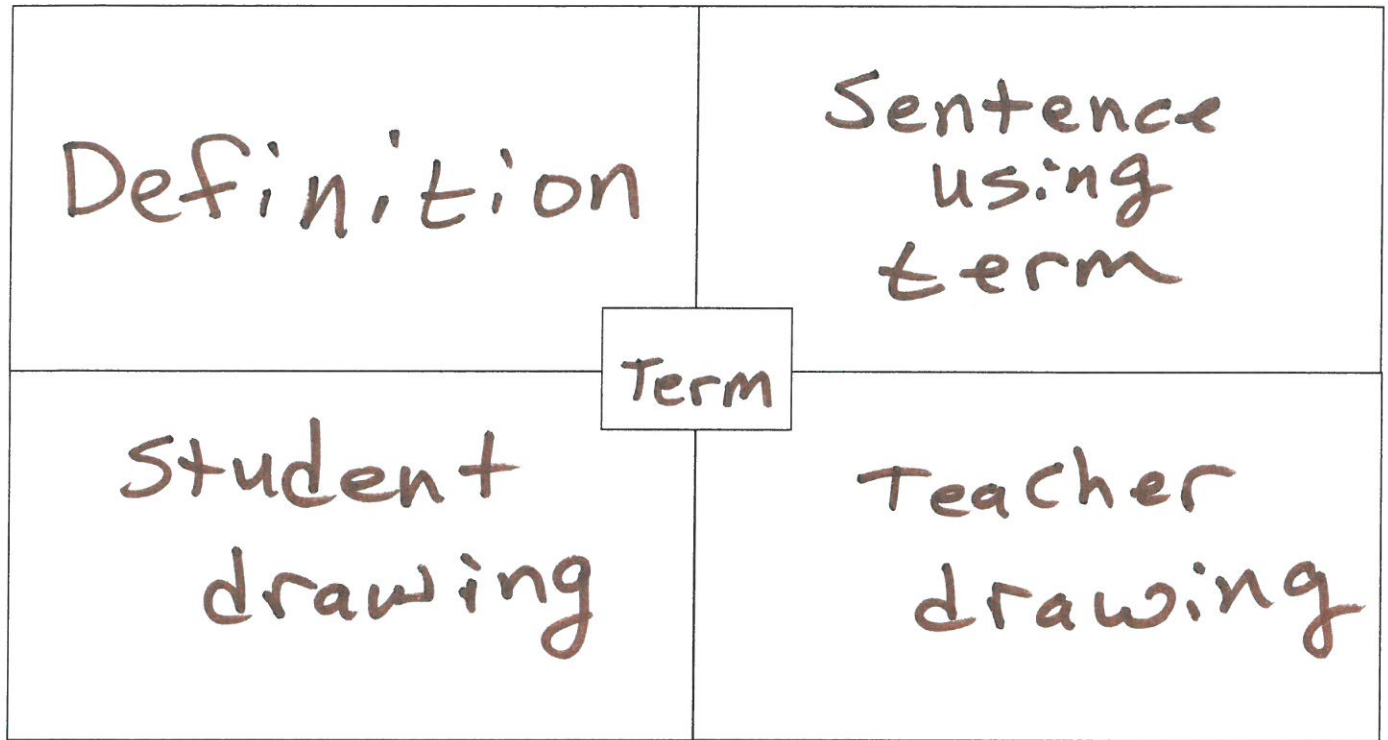 Definition
Sentence
using
term
Term
Student
drawing
Teacher
drawing